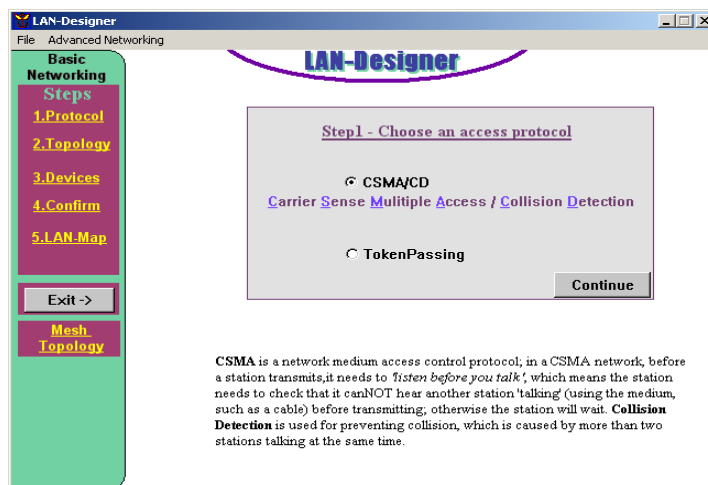 LAN-Designer
File Advanced Networking
Basic
Networking
Steps
1.Protocol
2.Topology
3.Devices
4.Confirm
5.LAN-Map
Exit ->
Mesh
Topology
LAN-Designer
Step1 - Choose an access protocol
CSMA/CD
Carrier Sense Mulitiple Access / Collision Detection
TokenPassing
Continue
CSMA is a network medium access control protocol; in a CSMA network, before
a station transmits,it needs to 'listen before you talk', which means the station
needs to check that it canNOT hear another station 'talking' (using the medium,
such as a cable) before transmitting; otherwise the station will wait. Collision
Detection is used for preventing collision, which is caused by more than two
stations talking at the same time.